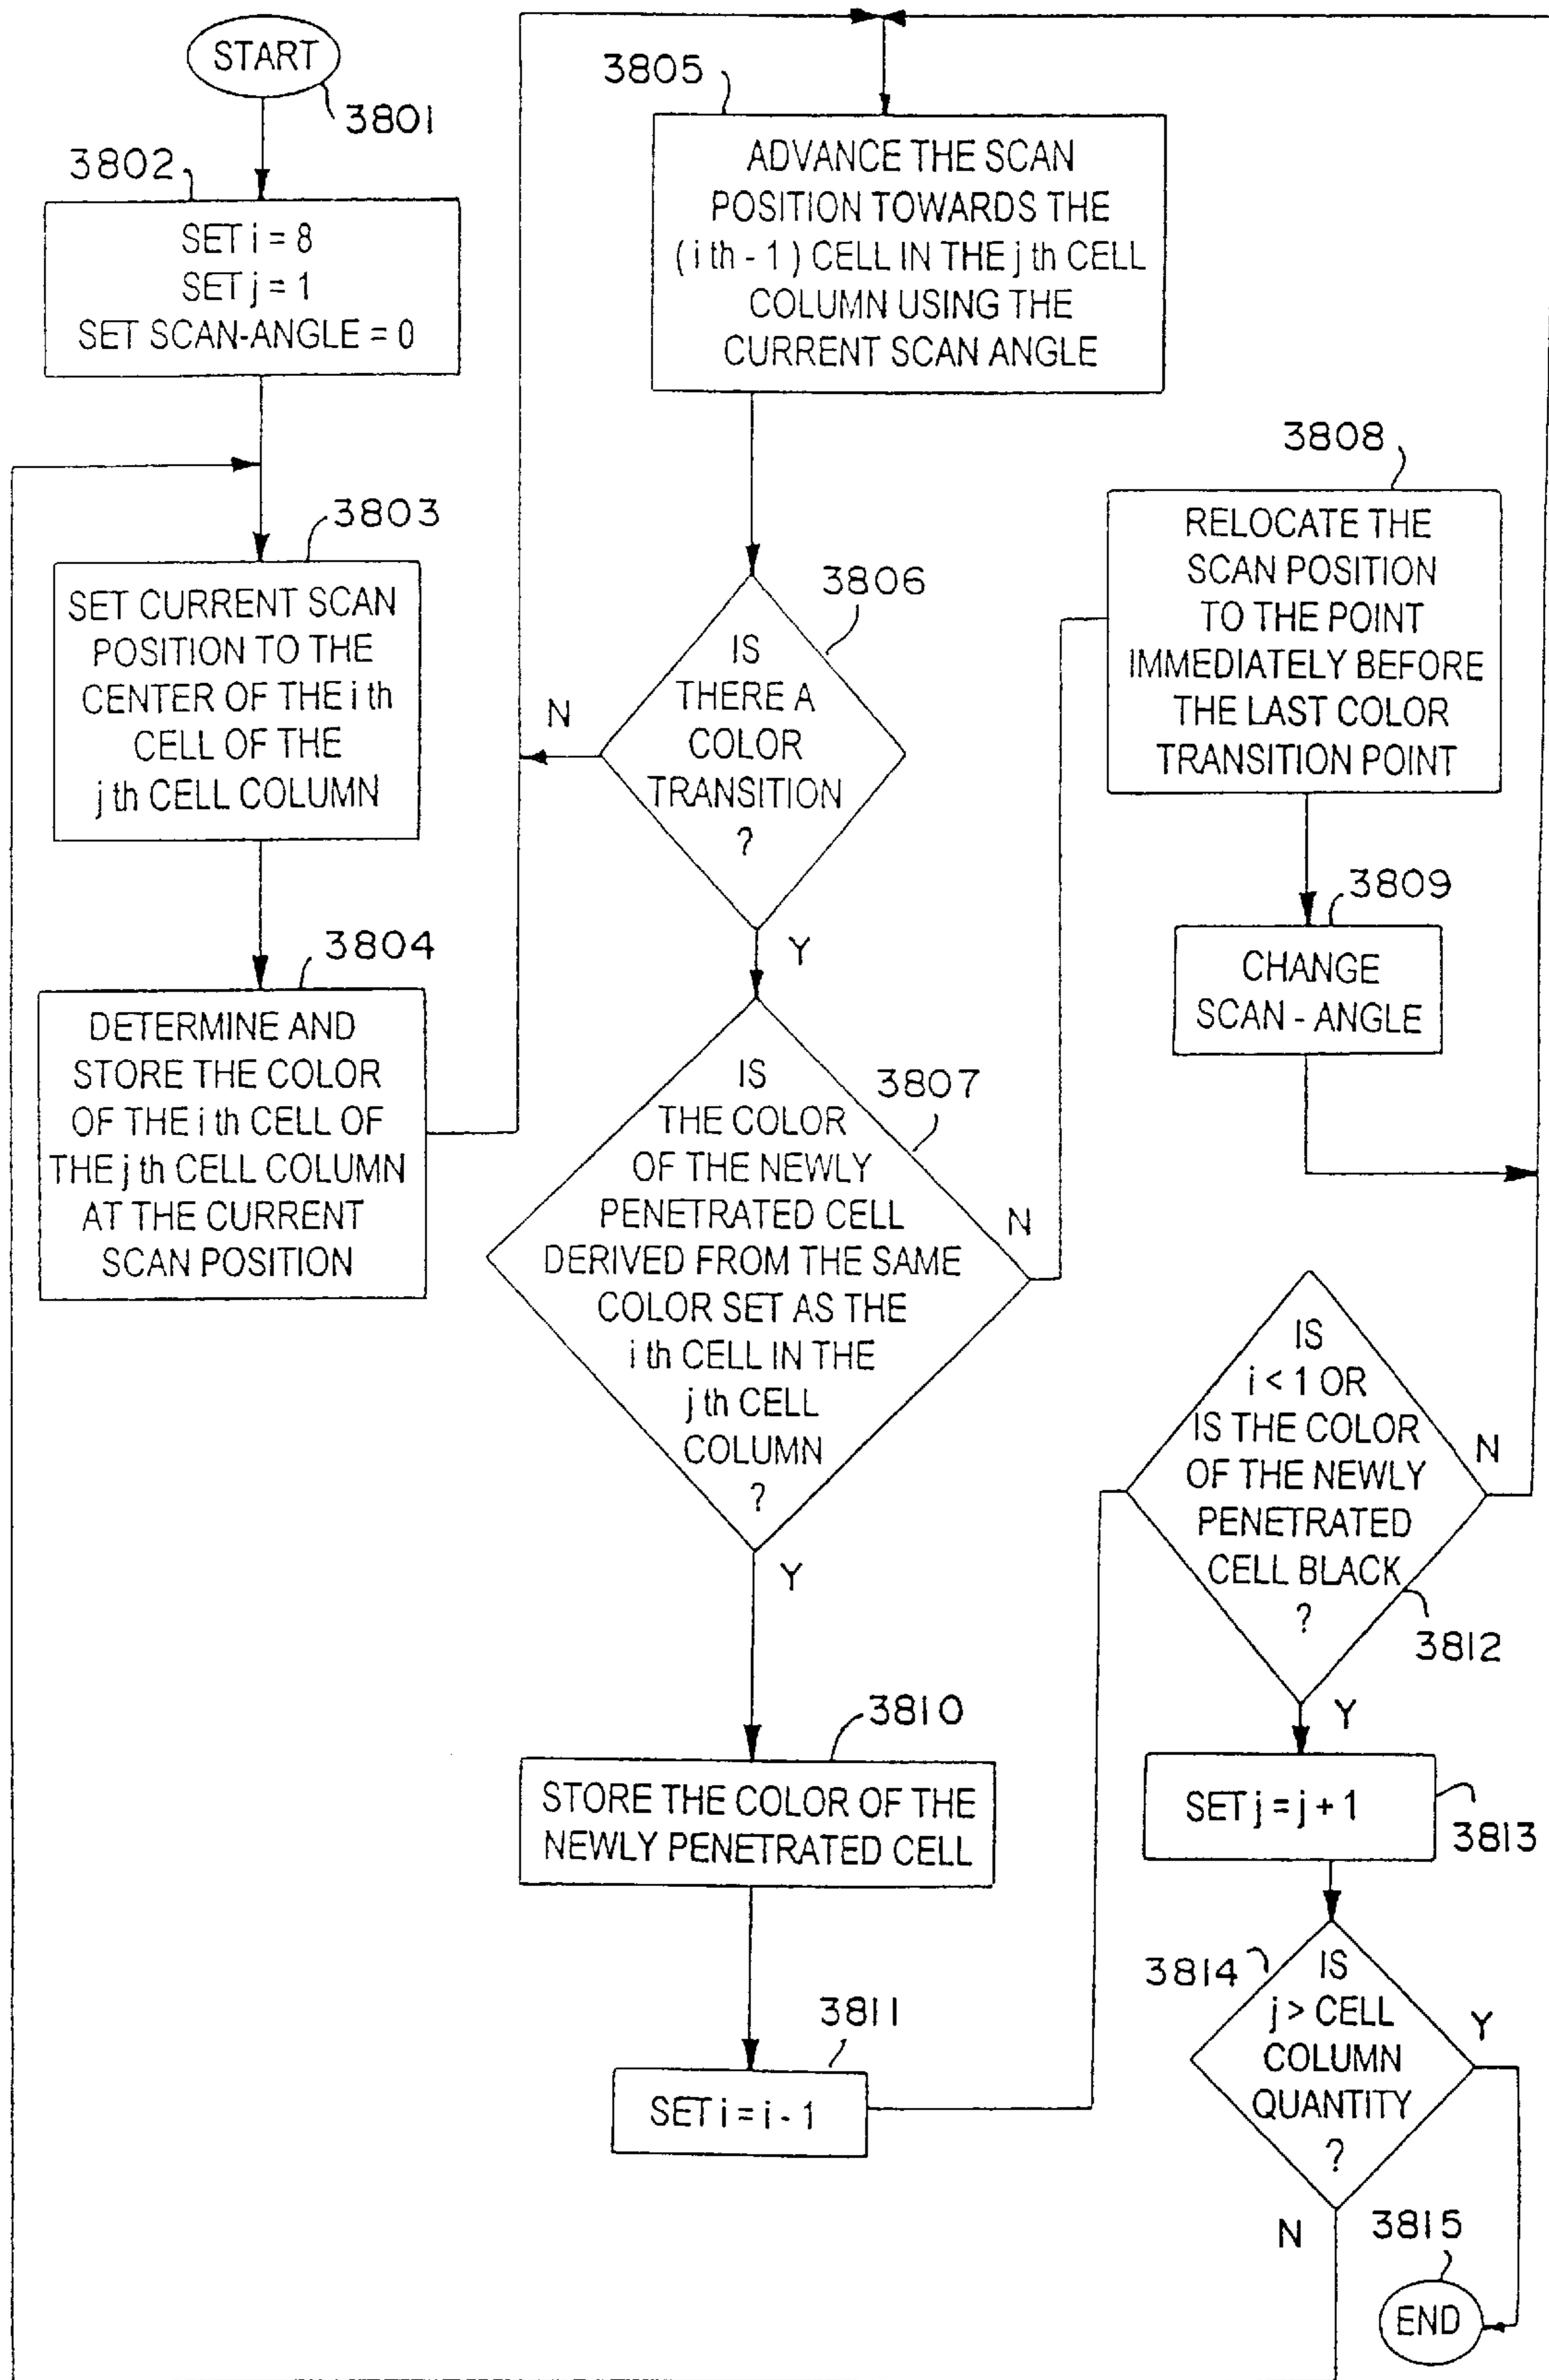 START
3801
3802
SET i = 8
SET j = 1
SET SCAN-ANGLE = 0
3803
SET CURRENT SCAN
POSITION TO THE
CENTER OF THE i th
CELL OF THE
j th CELL COLUMN
3804
DETERMINE AND
STORE THE COLOR
OF THE i th CELL OF
THE j th CELL COLUMN
AT THE CURRENT
SCAN POSITION
3805
ADVANCE THE SCAN
POSITION TOWARDS THE
( i th - 1 ) CELL IN THE j th CELL
COLUMN USING THE
CURRENT SCAN ANGLE
3806
IS
THERE A
COLOR
TRANSITION
?
N
Y
3807
IS
THE COLOR
OF THE NEWLY
PENETRATED CELL
DERIVED FROM THE SAME
COLOR SET AS THE
i th CELL IN THE
j th CELL
COLUMN
?
N
Y
3808
RELOCATE THE
SCAN POSITION
TO THE POINT
IMMEDIATELY BEFORE
THE LAST COLOR
TRANSITION POINT
3809
CHANGE
SCAN - ANGLE
3810
STORE THE COLOR OF THE
NEWLY PENETRATED CELL
3811
SET i = i - 1
IS
i < 1 OR
IS THE COLOR
OF THE NEWLY
PENETRATED
CELL BLACK
?
N
3812
Y
SET j = j + 1
3813
3814
IS
j > CELL
COLUMN
QUANTITY
?
Y
N
3815
END